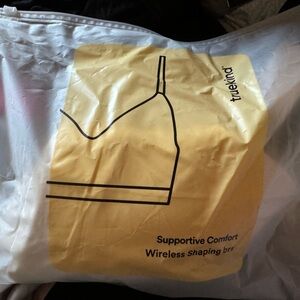 truekind
Supportive Comfort
Wireless Shaping bra